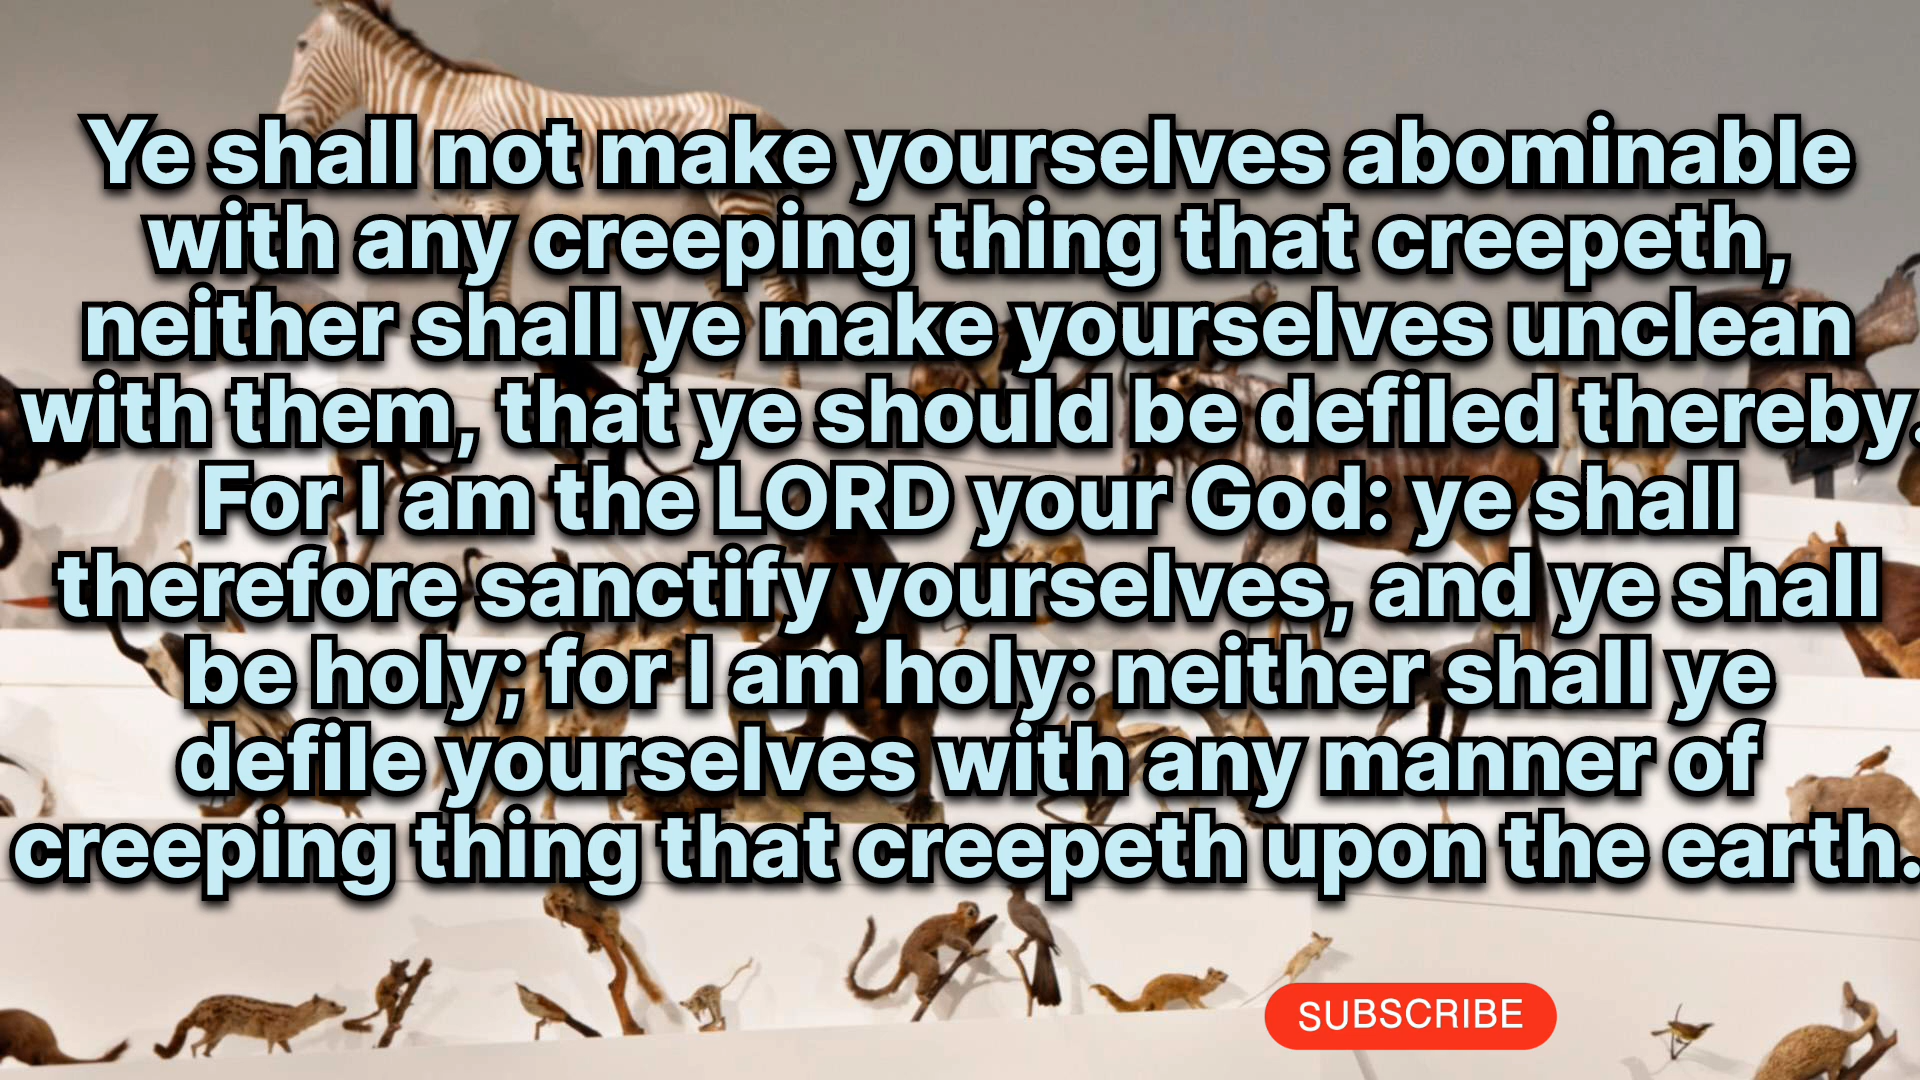 Ye shall not make yourselves abominable
with any creeping thing that creepeth,
neither shall ye make yourselves unclean
with them, that ye should be defiled thereby.
For I am the LORD your God: ye shall
therefore sanctify yourselves, and ye shall
be holy; for I am holy: neither shall ye
defile yourselves with any manner of
creeping thing that creepeth upon the earth.
SUBSCRIBE